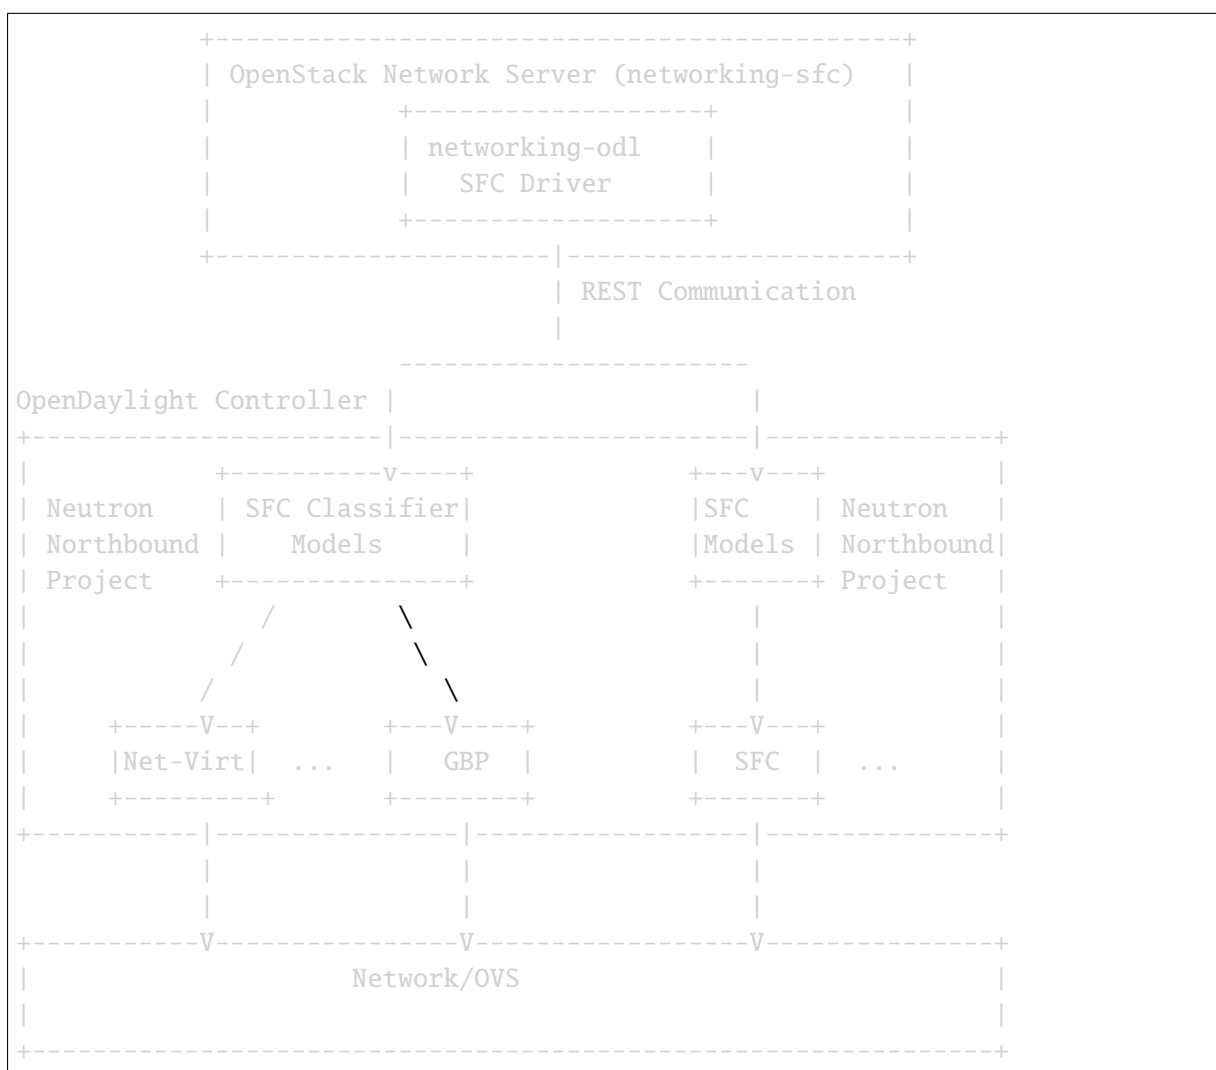 +---------------------------------------------+
| OpenStack Network Server (networking-sfc)   |
|            +-------------------+            |
|            | networking-odl    |            |
|            |   SFC Driver      |            |
|            +-------------------+            |
+----------------------|----------------------+
| REST Communication
|
-----------------------
OpenDaylight Controller |                       |
+-----------------------|-----------------------|---------------+
|            +----------v----+              +---v---+           |
| Neutron    | SFC Classifier|              |SFC    | Neutron   |
| Northbound |    Models     |              |Models | Northbound|
| Project    +---------------+              +-------+ Project   |
|               /        \                      |               |
|             /           \                     |               |
|           /               \                   |               |
|     +-----V--+        +---V----+          +---V---+           |
|     |Net-Virt|  ...   |   GBP  |          |  SFC  |  ...      |
|     +---------+       +--------+          +-------+           |
+-----------|----------------|------------------|---------------+
|                |                  |
|                |                  |
+-----------V----------------V------------------V---------------+
|                     Network/OVS                               |
|                                                               |
+---------------------------------------------------------------+